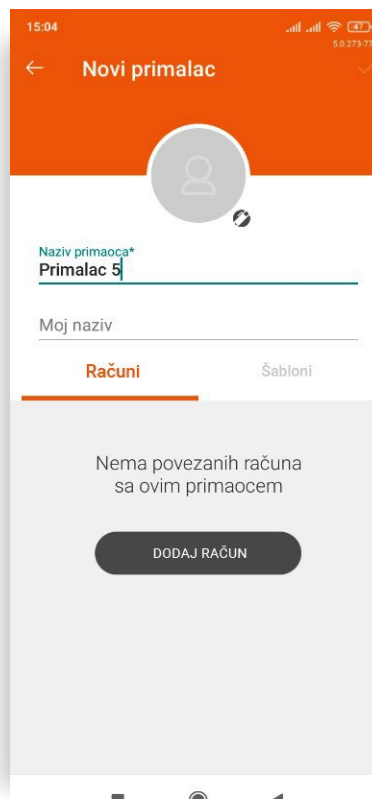 15:04
47
5.0.273-77
Novi primalac
Naziv primaoca*
Primalac 5
Moj naziv
Računi
Šabloni
Nema povezanih računa
sa ovim primaocem
DODAJ RAČUN